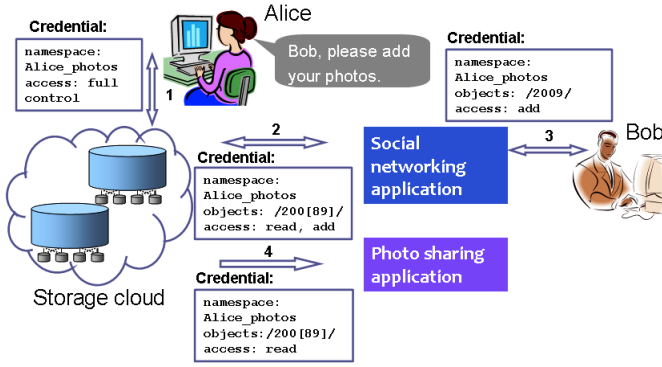 Alice
Credential:
namespace:
Alice_photos
access: full
control
1
Bob, please add
your photos.
Credential:
namespace:
Alice_photos
objects: /2009/
access: add
2
3
Bob
Social
networking
application
Credential:
namespace:
Alice_photos
objects: /200[89]/
access: read, add
4
Photo sharing
application
Storage cloud
Credential:
namespace:
Alice_photos
objects:/200[89]/
access: read